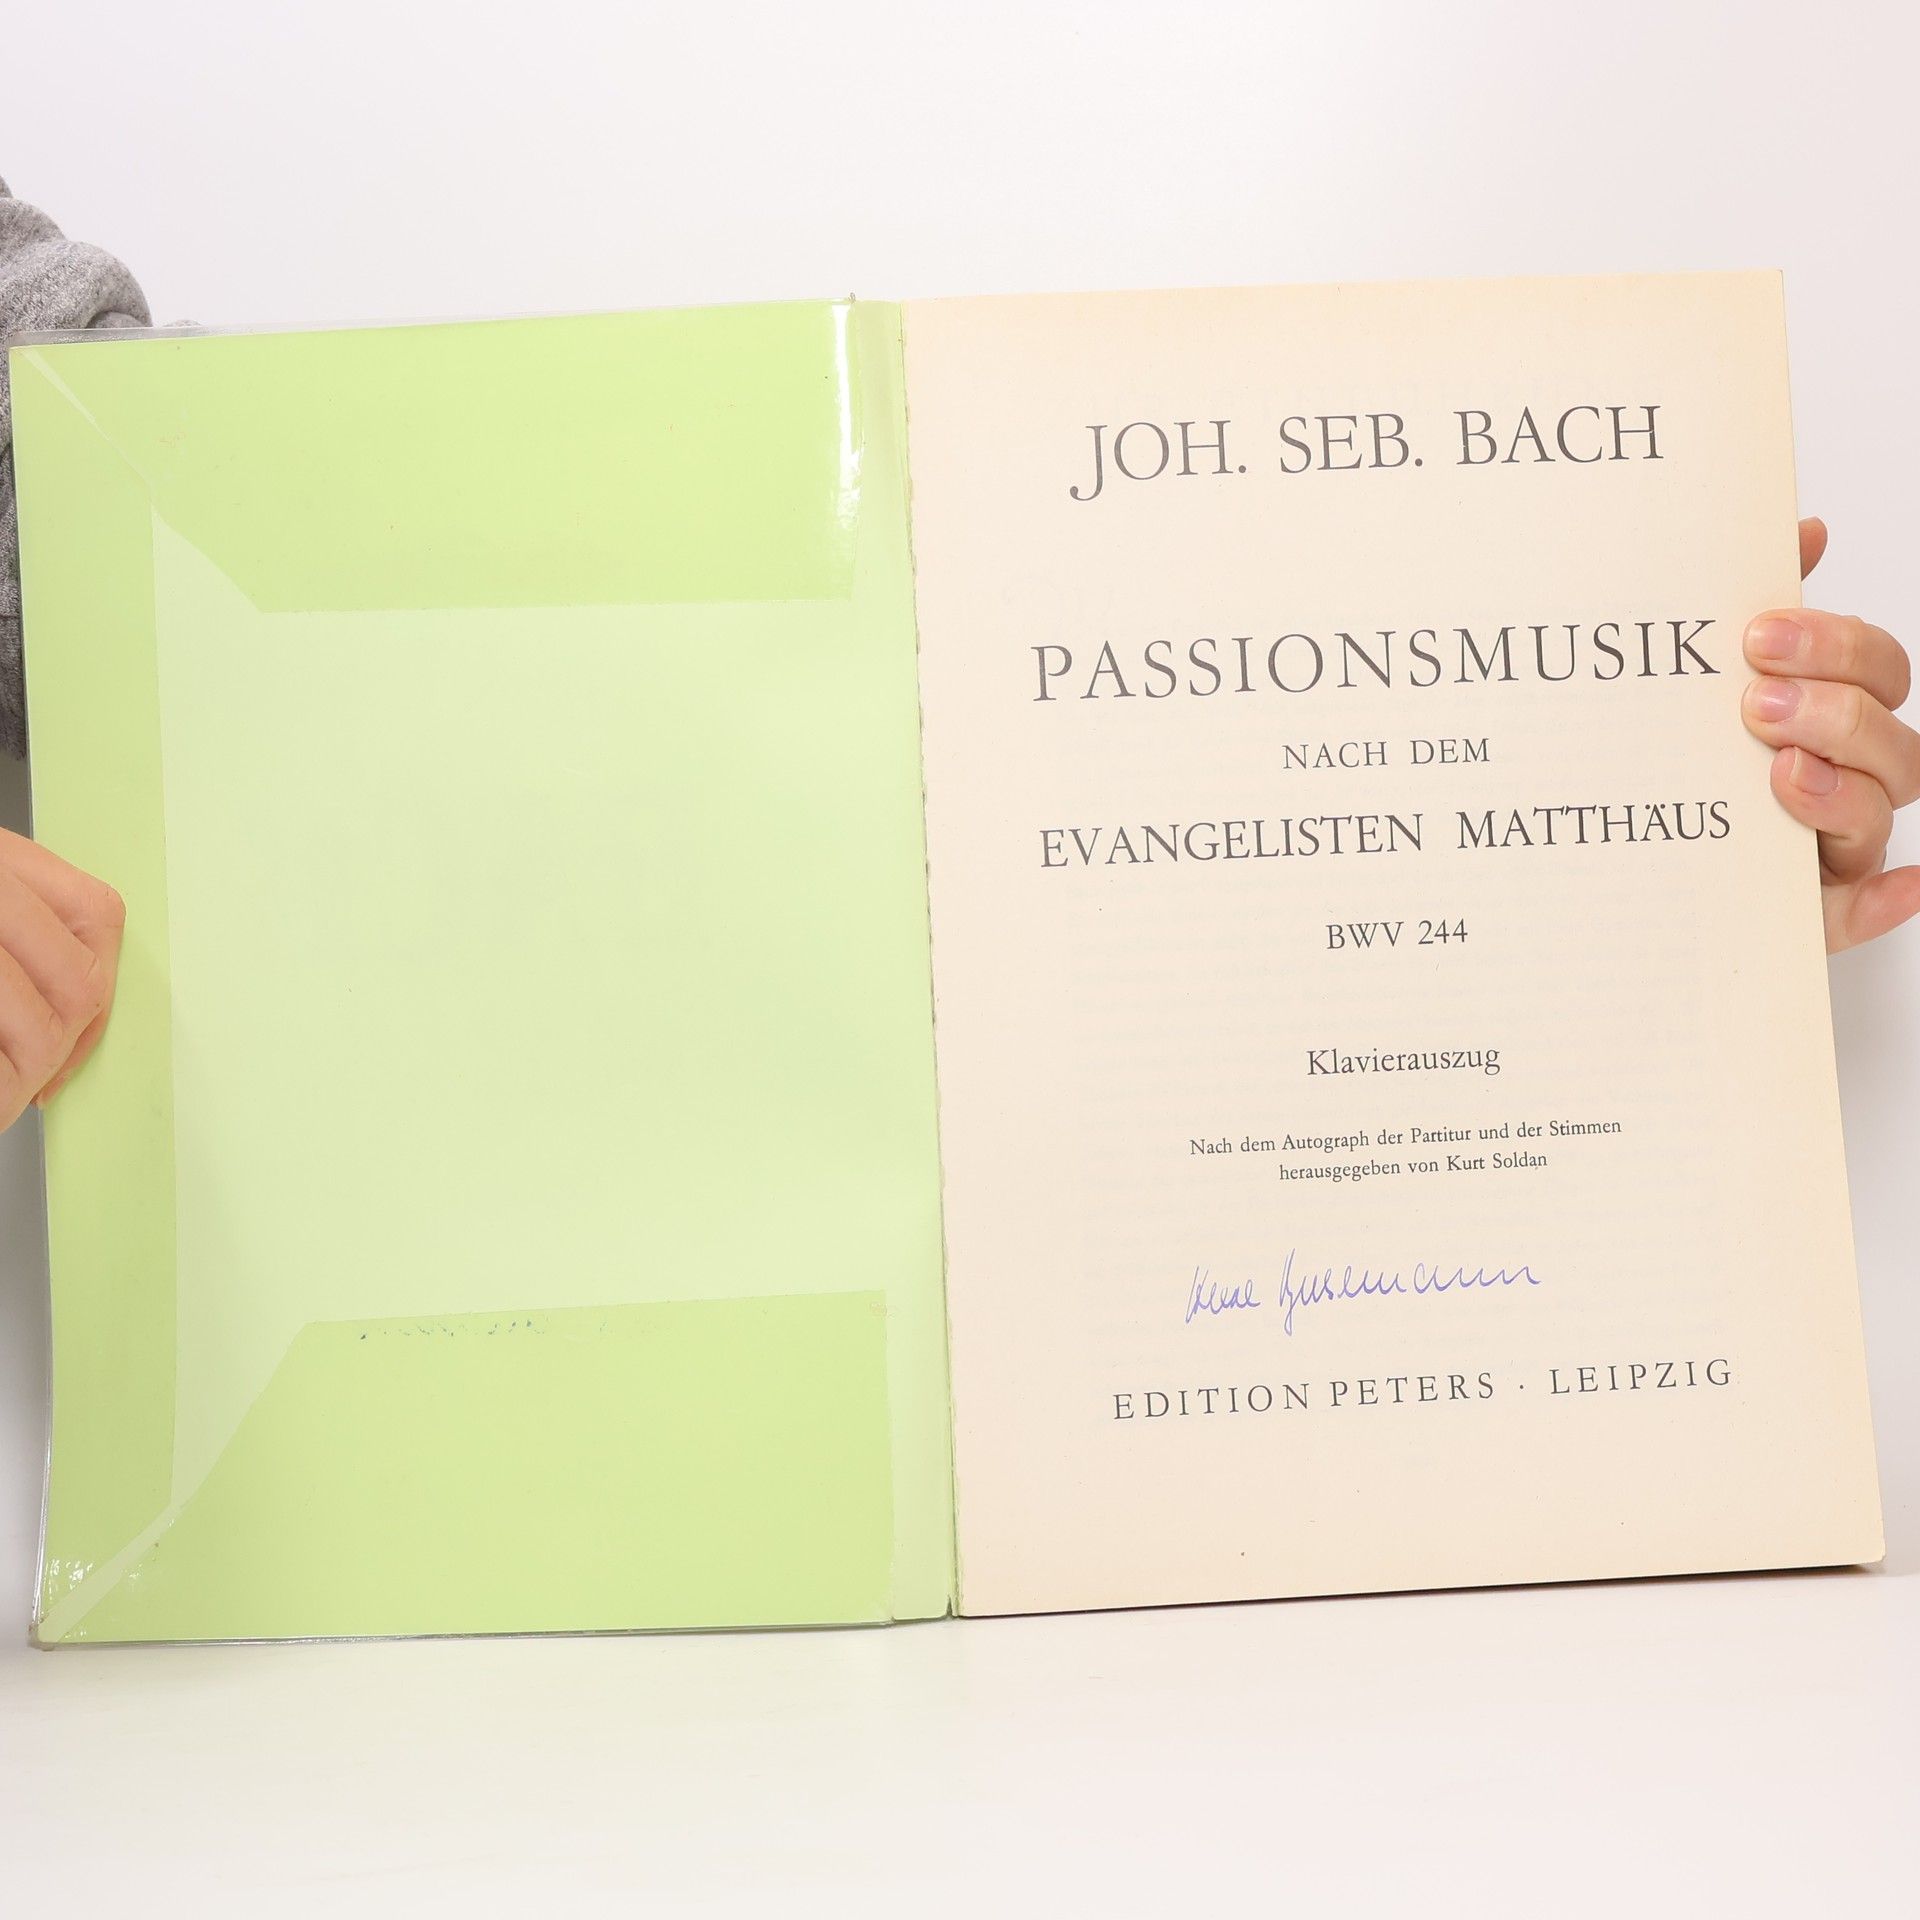 JOH. SEB. BACH
PASSIONSMUSIK
NACH DEM
EVANGELISTEN MATTHÄUS
BWV 244
Klavierauszug
Nach dem Autograph der Partitur und der Stimmen
herausgegeben von Kurt Soldan
Busemann
EDITION PETERS · LEIPZIG